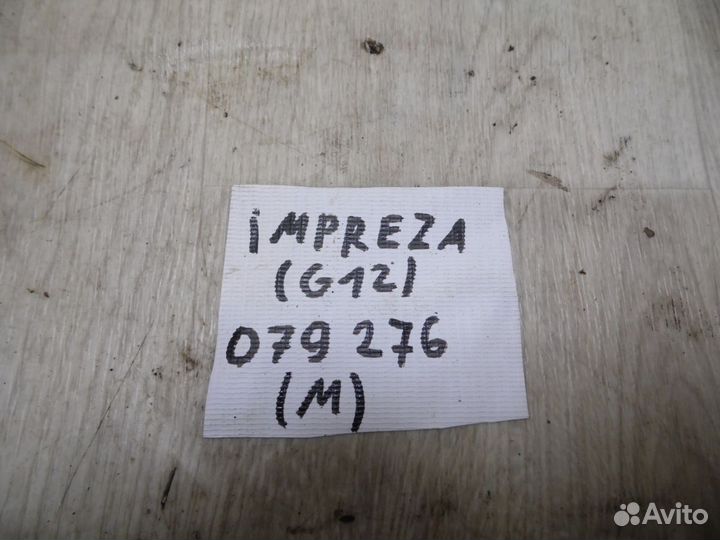 iMPREZA
(G12)
079 276
(M)
Avito